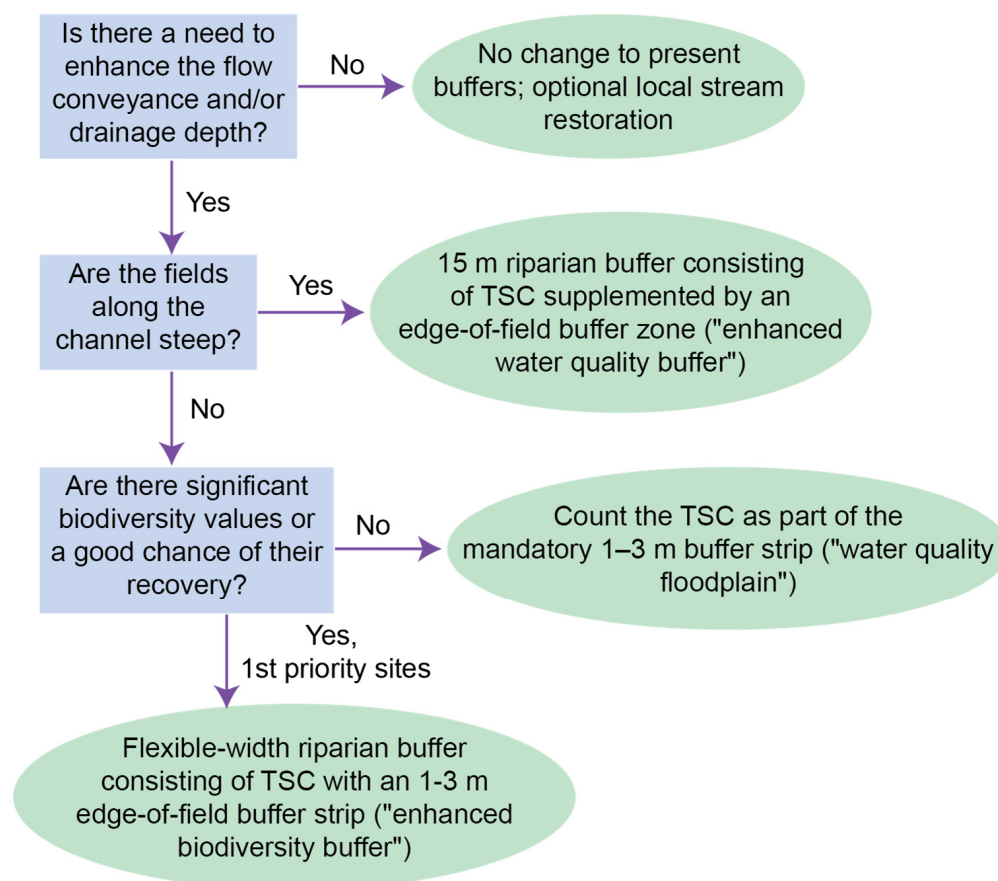 Is there a need to
enhance the flow
conveyance and/or
drainage depth?
No
No change to present
buffers; optional local stream
restoration
Yes
Are the fields
along the
channel steep?
Yes
15 m riparian buffer consisting
of TSC supplemented by an
edge-of-field buffer zone ("enhanced
water quality buffer")
No
Are there significant
biodiversity values or
a good chance of their
recovery?
No
Count the TSC as part of the
mandatory 1–3 m buffer strip ("water quality
floodplain")
Yes,
1st priority sites
Flexible-width riparian buffer
consisting of TSC with an 1-3 m
edge-of-field buffer strip ("enhanced
biodiversity buffer")